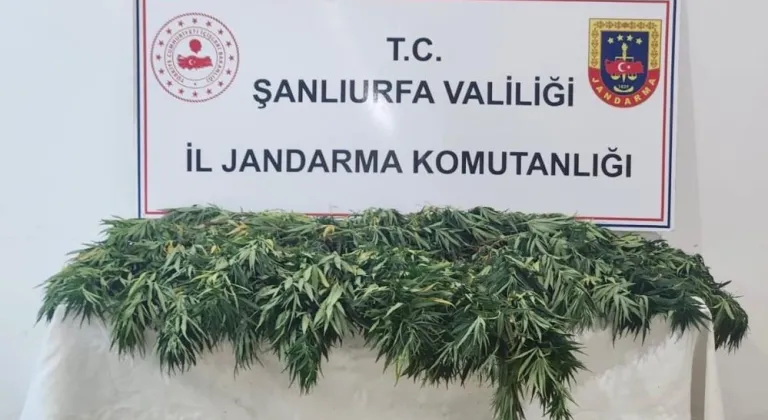 T.C.
ŞANLIURFA VALİLİĞİ
İL JANDARMA KOMUTANLIĞI
JANDARMA